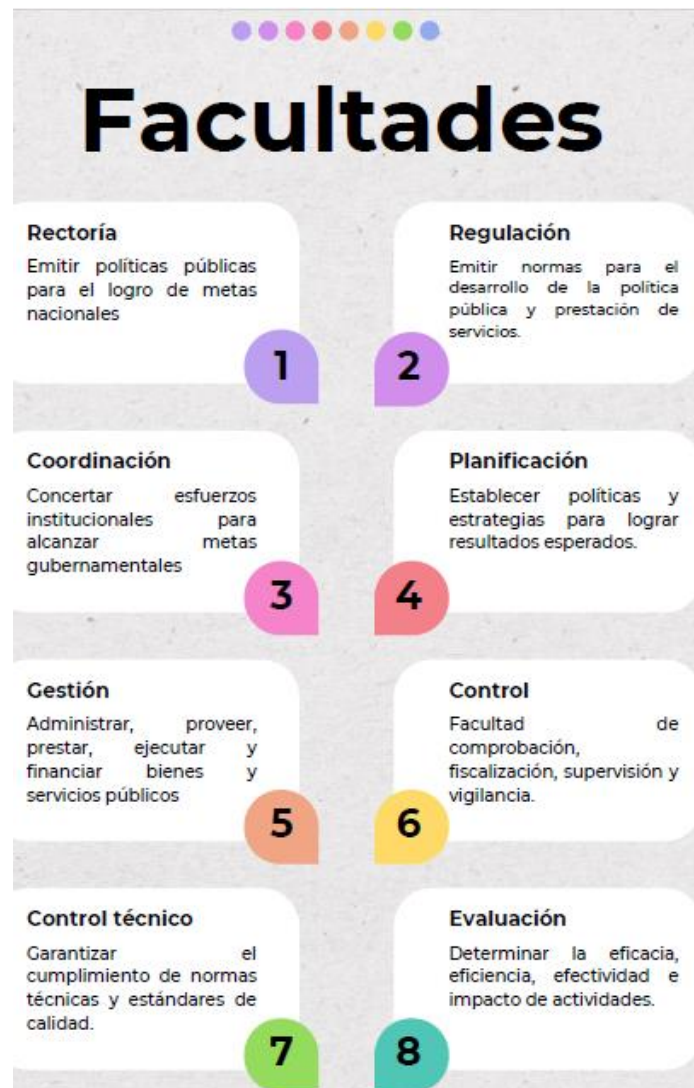 Facultades
Rectoría
Emitir políticas públicas
para el logro de metas
nacionales
1
Regulación
Emitir normas para el
desarrollo de la política
pública y prestación de
servicios.
2
Coordinación
Concertar esfuerzos
institucionales para
alcanzar metas
gubernamentales
3
Planificación
Establecer políticas y
estrategias para lograr
resultados esperados.
4
Gestión
Administrar, proveer,
prestar, ejecutar y
financiar bienes y
servicios públicos
5
Control
Facultad de
comprobación,
fiscalización, supervisión y
vigilancia.
6
Control técnico
Garantizar el
cumplimiento de normas
técnicas y estándares de
calidad.
7
Evaluación
Determinar la eficacia,
eficiencia, efectividad e
impacto de actividades.
8